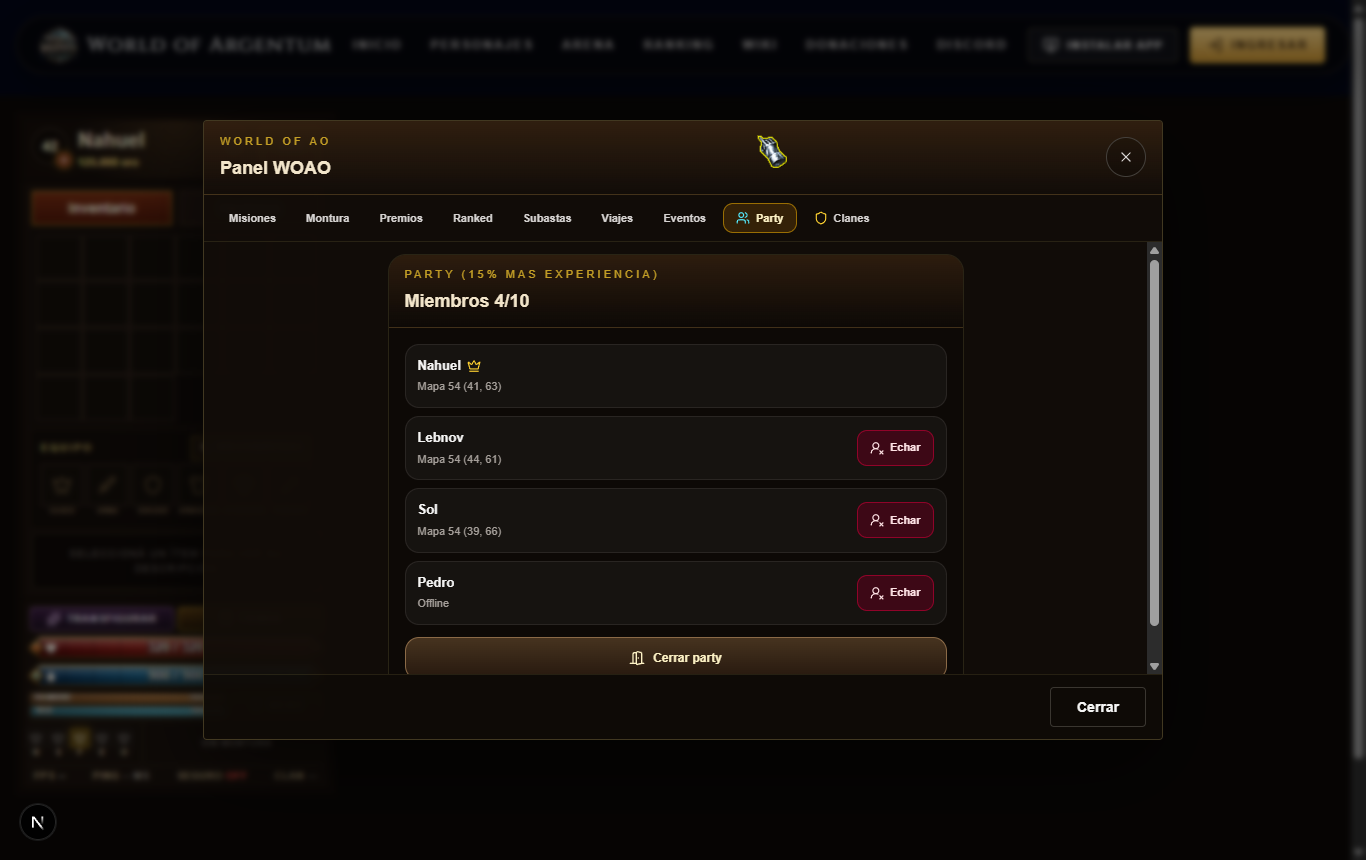 World of Argentum
INICIO
PERSONAJES
ARENA
RANKING
WIKI
DONACIONES
DISCORD
INSTALAR APP
INGRESAR
Nahuel
Inventario
WORLD OF AO
Panel WOAO
Misiones
Montura
Premios
Ranked
Subastas
Viajes
Eventos
Party
Clanes
PARTY (15% MAS EXPERIENCIA)
Miembros 4/10
Nahuel
Mapa 54 (41, 63)
Lebnov
Mapa 54 (44, 61)
Echar
Sol
Mapa 54 (39, 66)
Echar
Pedro
Offline
Echar
Cerrar party
Cerrar
N